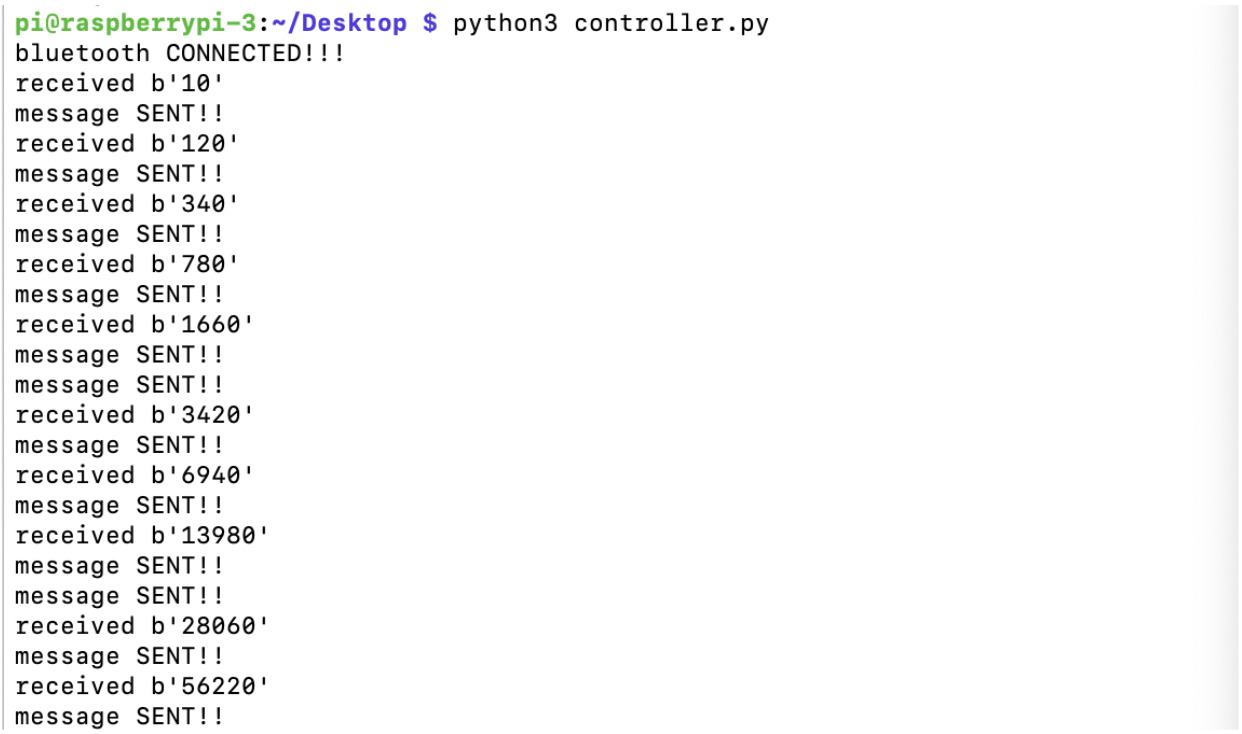 pi@raspberrypi-3:~/Desktop $ python3 controller.py
bluetooth CONNECTED!!!
received b'10'
message SENT!!
received b'120'
message SENT!!
received b'340'
message SENT!!
received b'780'
message SENT!!
received b'1660'
message SENT!!
message SENT!!
received b'3420'
message SENT!!
received b'6940'
message SENT!!
received b'13980'
message SENT!!
message SENT!!
received b'28060'
message SENT!!
received b'56220'
message SENT!!